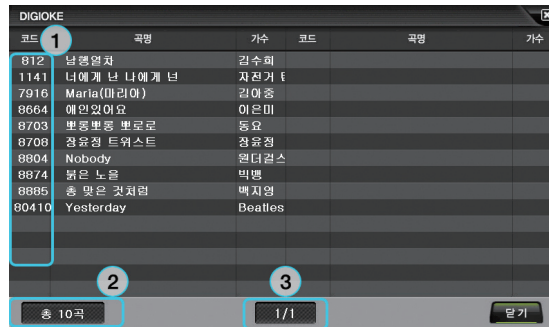 DIGIOKE
코드 곡명 가수 코드 곡명 가수
1
812 남행열차 김수희
1141 너에게 난 나에게 넌 자전거
7916 Maria(마리아) 김아중
8664 애인있어요 이은미
8703 뽀롱뽀롱 뽀로로 동요
8708 장윤정 트위스트 장윤정
8804 Nobody 원더걸스
8874 붉은 노을 빅뱅
8885 총 맞은 것처럼 백지영
80410 Yesterday Beatles
2 3
총 10곡 1/1 닫기